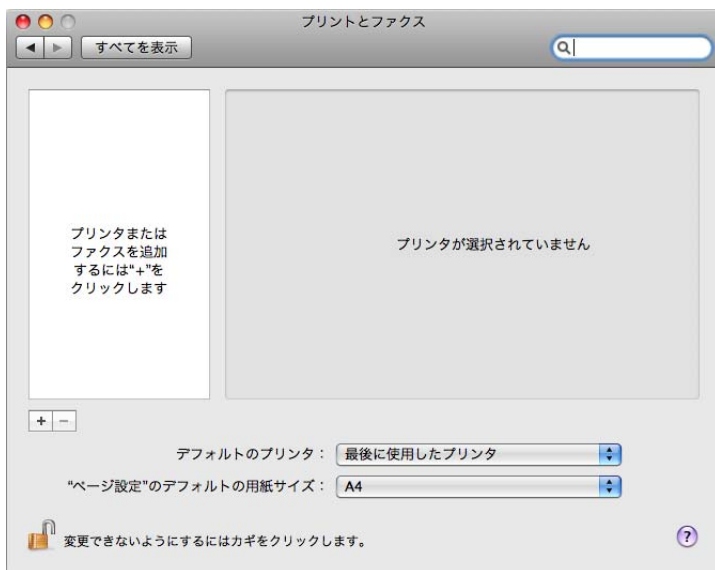 プリントとファクス
すべてを表示
プリンタまたは
ファクスを追加
するには“+”を
クリックします
プリンタが選択されていません
+ −
デフォルトのプリンタ： 最後に使用したプリンタ
“ページ設定”のデフォルトの用紙サイズ： A4
変更できないようにするにはカギをクリックします。
?